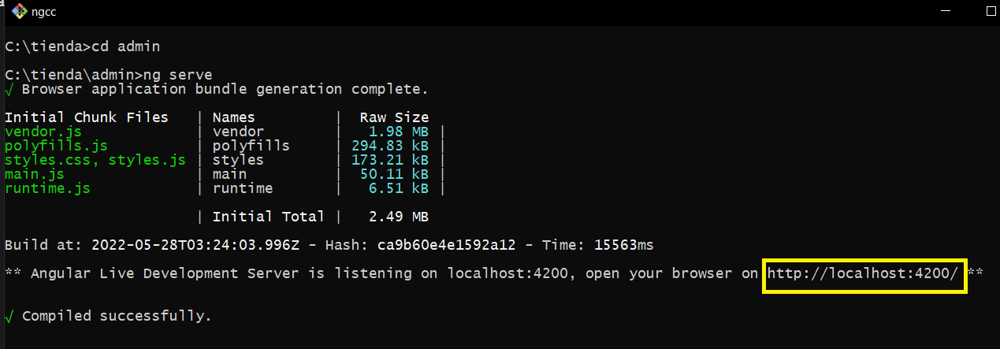 ngcc
C:\tienda>cd admin
C:\tienda\admin>ng serve
√ Browser application bundle generation complete.
Initial Chunk Files | Names | Raw Size
vendor.js | vendor | 1.98 MB |
polyfills.js | polyfills | 294.83 kB |
styles.css, styles.js | styles | 173.21 kB |
main.js | main | 50.11 kB |
runtime.js | runtime | 6.51 kB |
| Initial Total | 2.49 MB
Build at: 2022-05-28T03:24:03.996Z - Hash: ca9b60e4e1592a12 - Time: 15563ms
** Angular Live Development Server is listening on localhost:4200, open your browser on http://localhost:4200/ **
√ Compiled successfully.